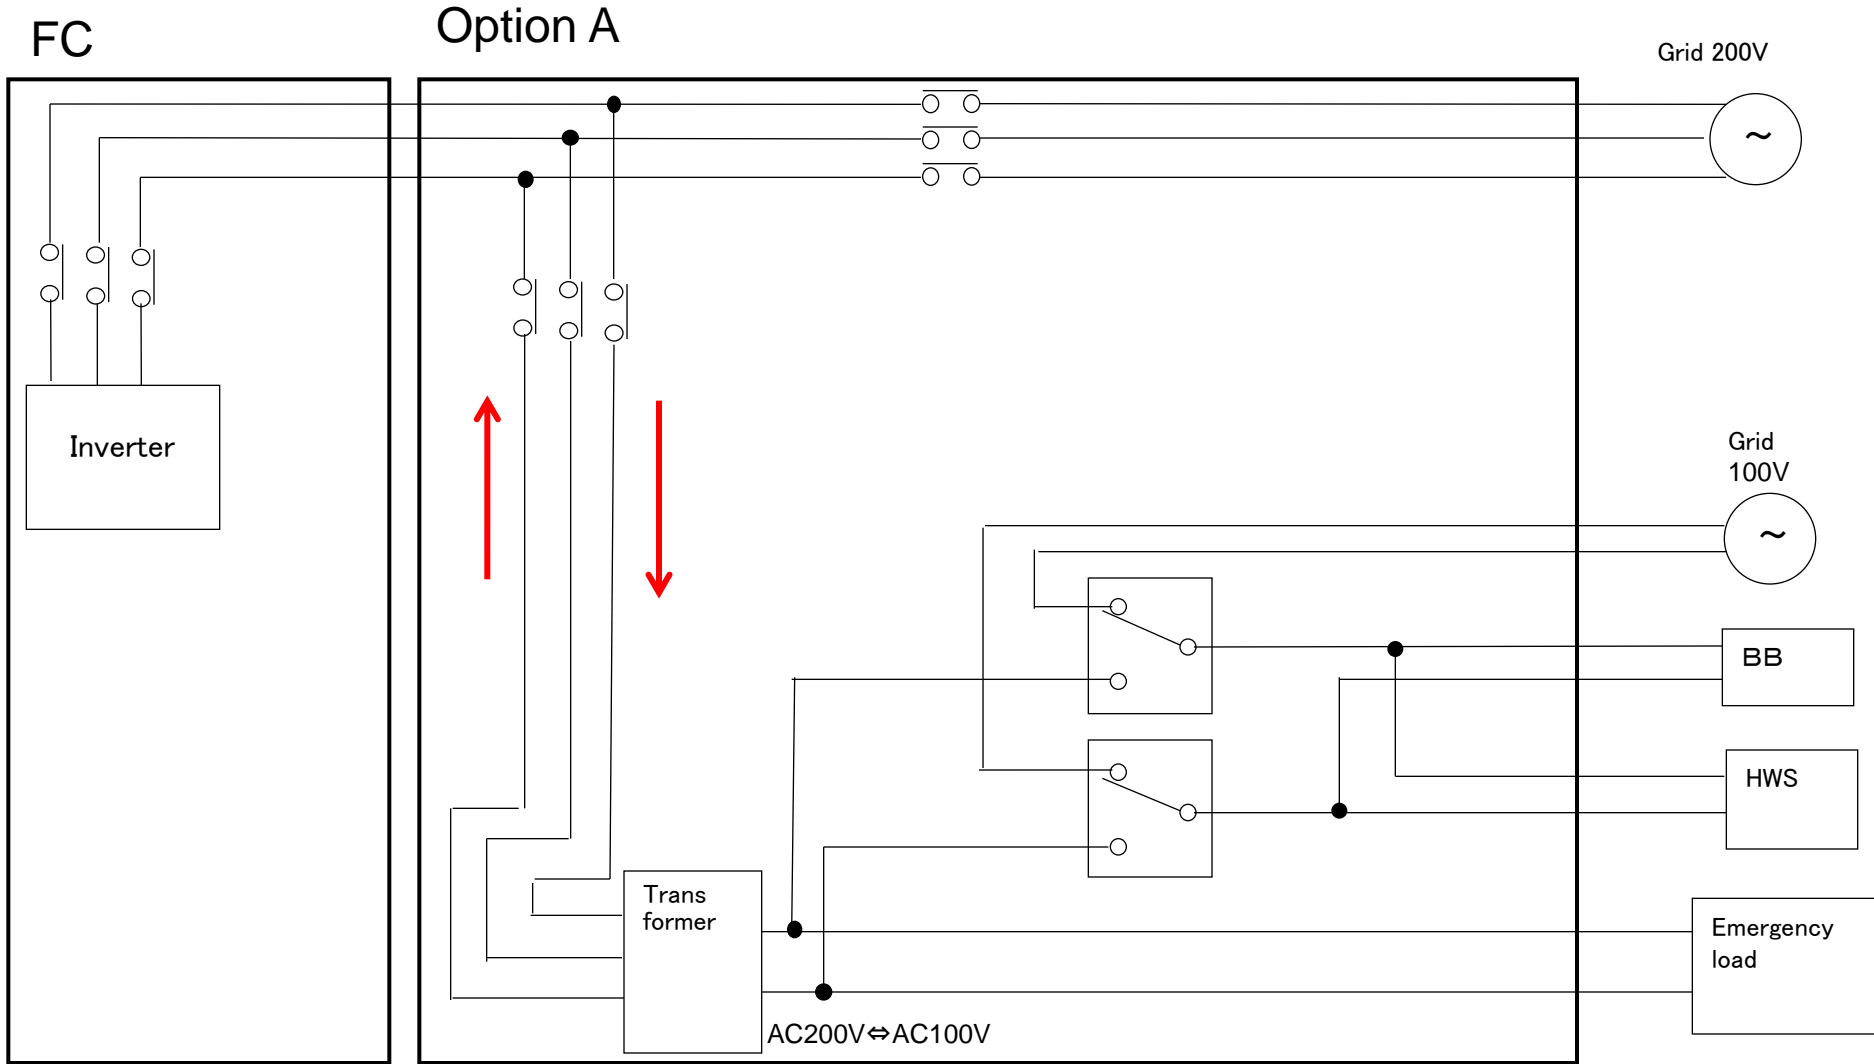 FC
Option A
Grid 200V
~
Inverter
Grid
100V
~
BB
HWS
Trans
former
Emergency
load
AC200V⇔AC100V